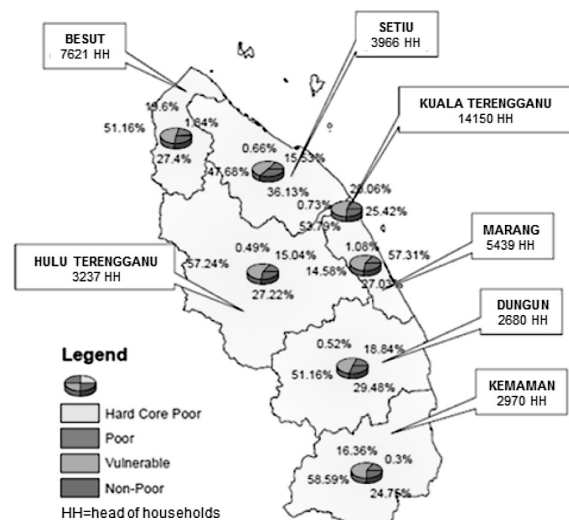 BESUT
7621 HH
SETIU
3966 HH
KUALA TERENGGANU
14150 HH
19.6%
1.84%
51.16%
27.4%
0.66%
15.53%
47.68%
36.13%
0.73%
20.06%
25.42%
53.79%
MARANG
5439 HH
1.08%
57.31%
14.58%
27.03%
HULU TERENGGANU
3237 HH
0.49%
15.04%
57.24%
27.22%
DUNGUN
2680 HH
0.52%
18.84%
51.16%
29.48%
KEMAMAN
2970 HH
16.36%
0.3%
58.59%
24.75%
Legend
Hard Core Poor
Poor
Vulnerable
Non-Poor
HH=head of households